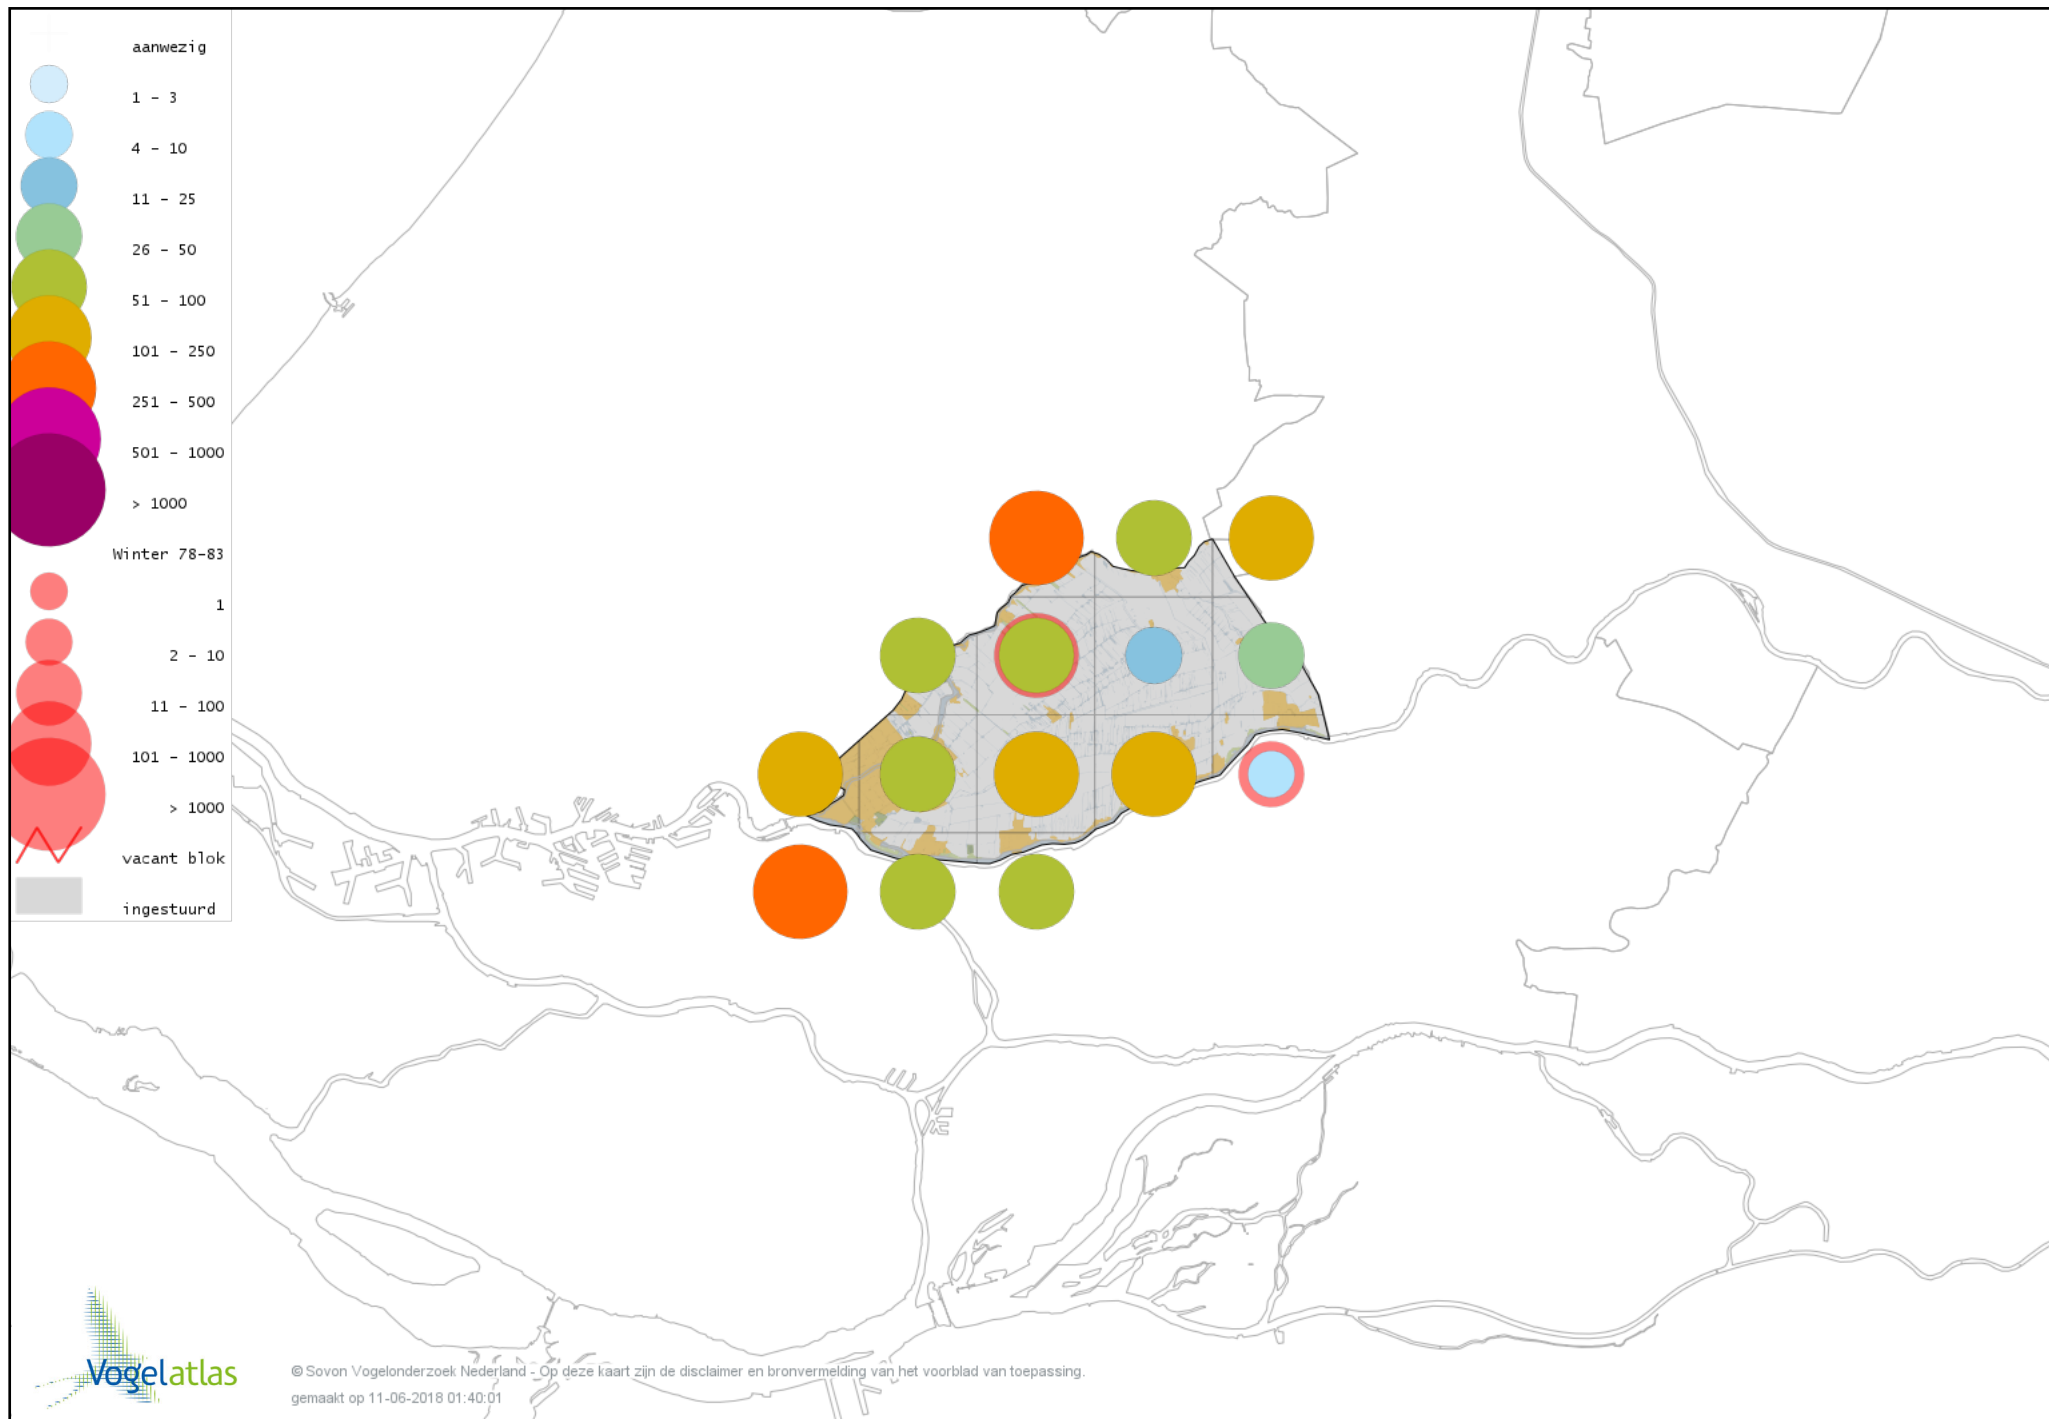 aanwezig
1 - 3
4 - 10
11 - 25
26 - 50
51 - 100
101 - 250
251 - 500
501 - 1000
> 1000
Winter 78-83
1
2 - 10
11 - 100
101 - 1000
> 1000
vacant blok
ingestuurd
Vogelatlas
© Sovon Vogelonderzoek Nederland - Op deze kaart zijn de disclaimer en bronvermelding van het voorblad van toepassing.
gemaakt op 11-06-2018 01:40:01